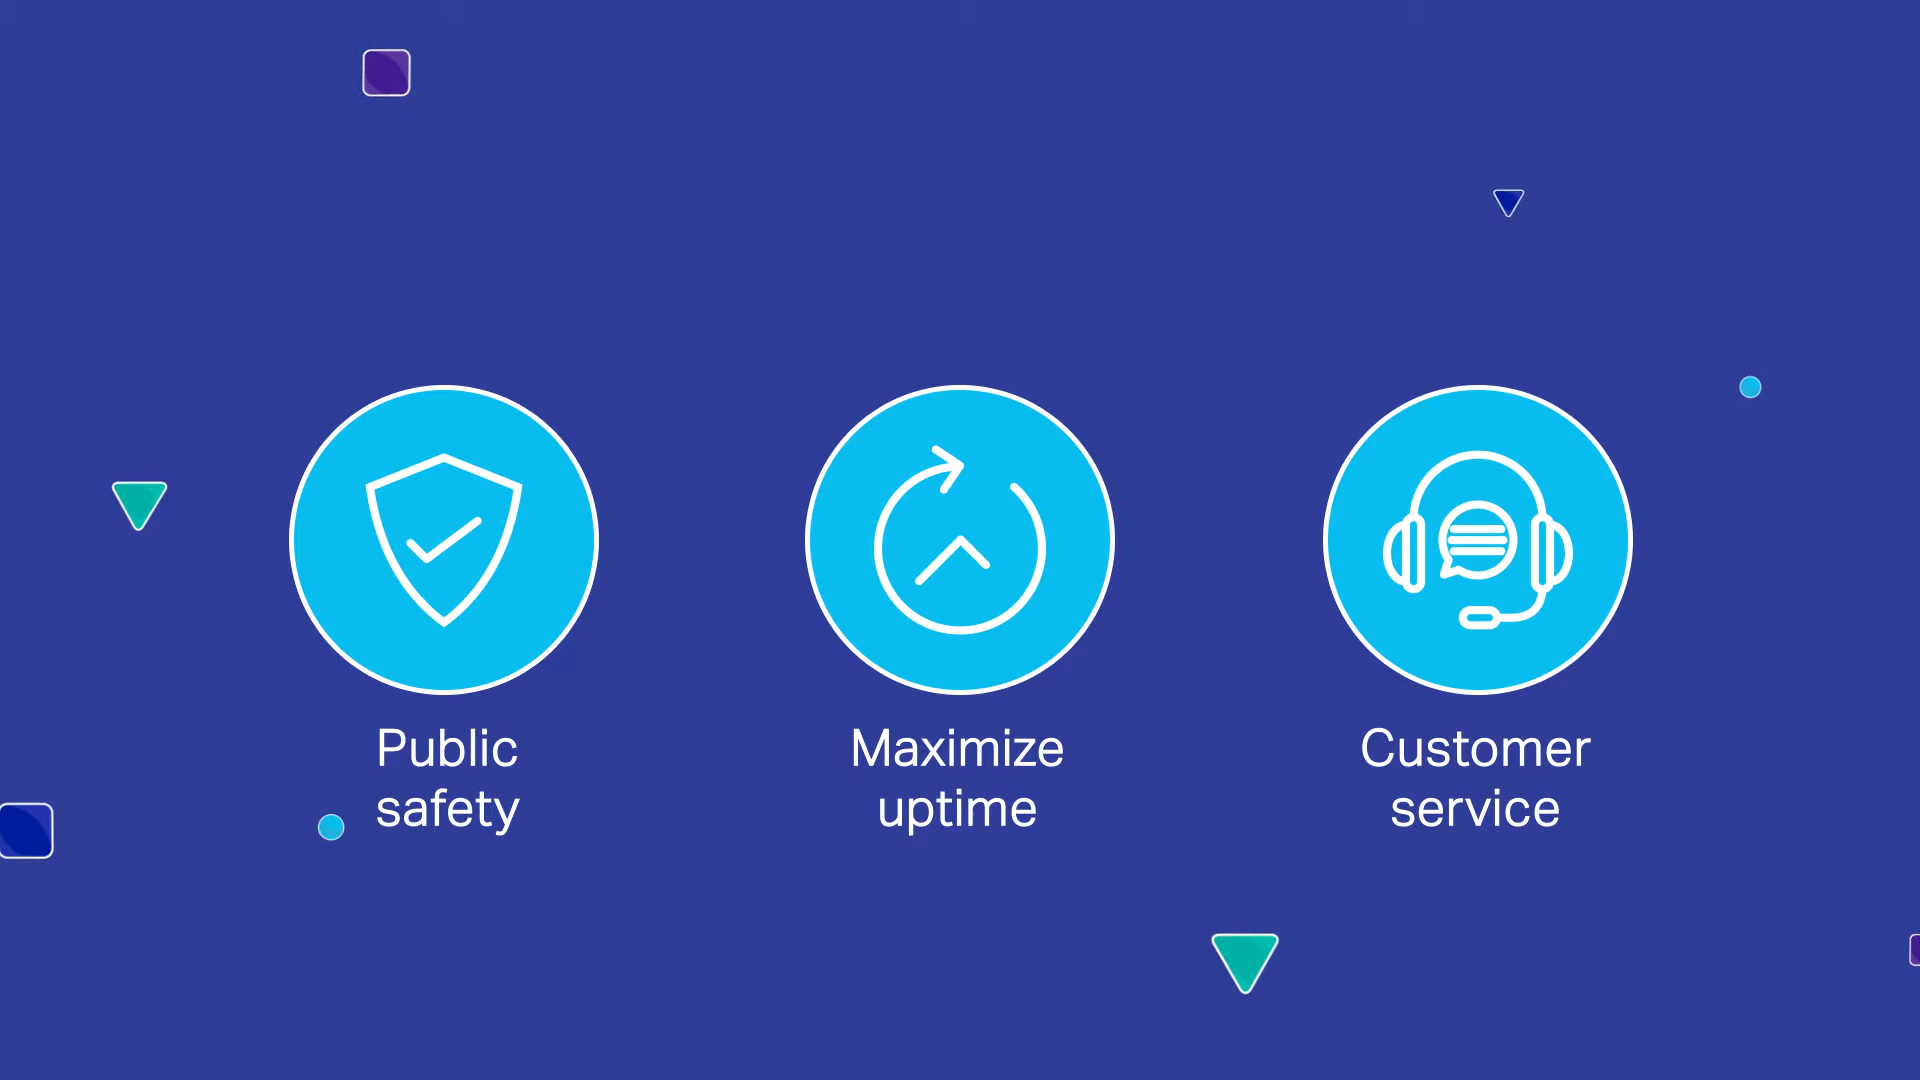 Public
safety
Maximize
uptime
Customer
service